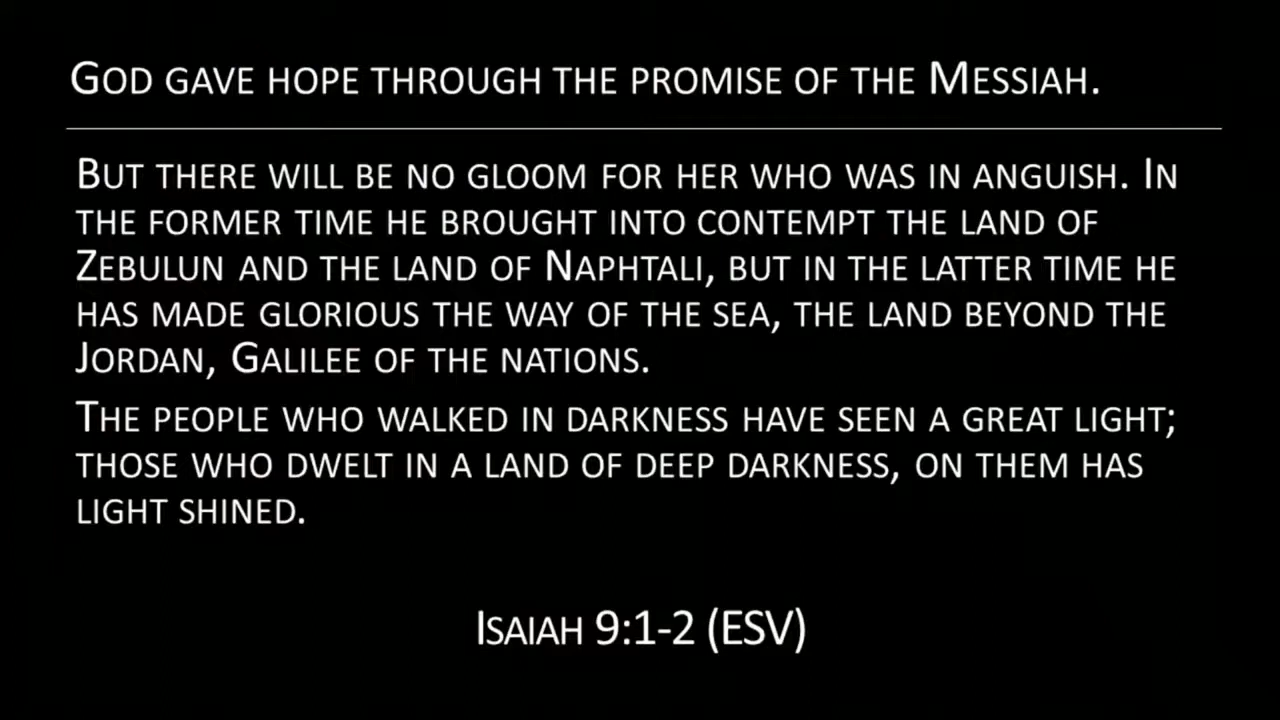 God gave hope through the promise of the Messiah.
But there will be no gloom for her who was in anguish. In
the former time he brought into contempt the land of
Zebulun and the land of Naphtali, but in the latter time he
has made glorious the way of the sea, the land beyond the
Jordan, Galilee of the nations.
The people who walked in darkness have seen a great light;
those who dwelt in a land of deep darkness, on them has
light shined.
Isaiah 9:1-2 (ESV)